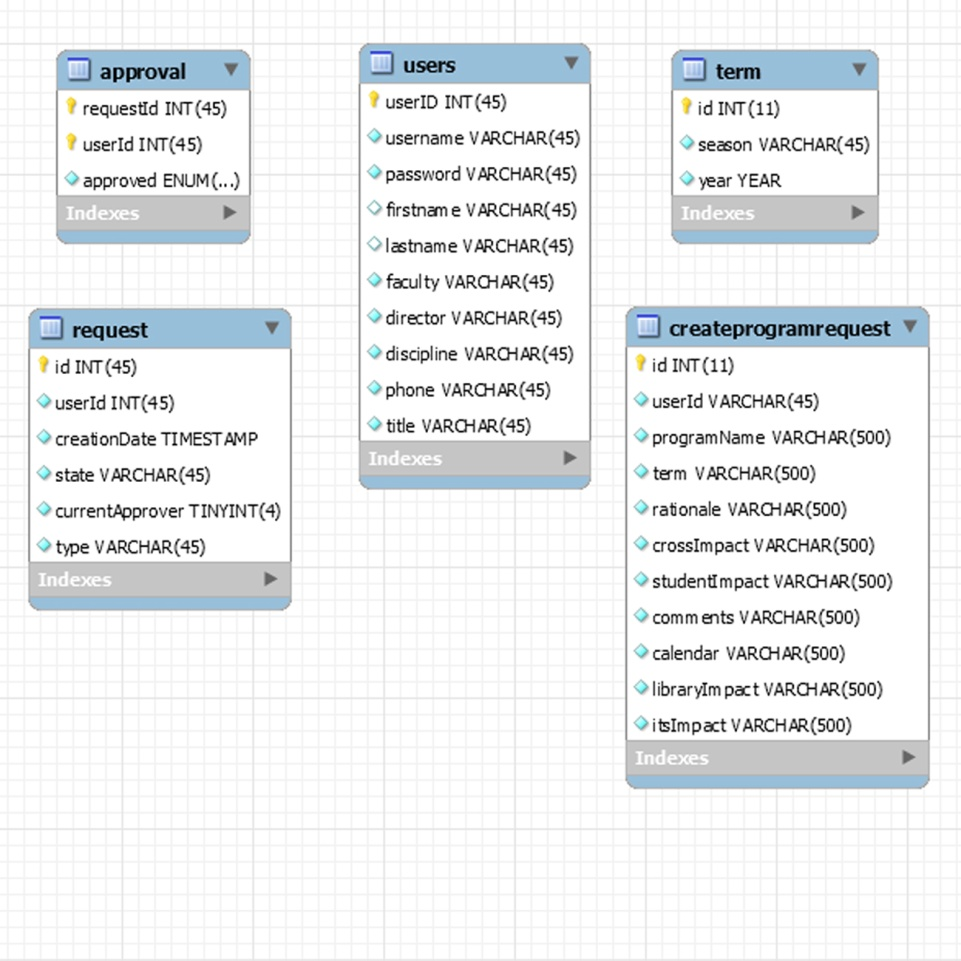 approval
requestId INT(45)
userId INT(45)
approved ENUM(...)
Indexes
users
userID INT(45)
username VARCHAR(45)
password VARCHAR(45)
firstname VARCHAR(45)
lastname VARCHAR(45)
faculty VARCHAR(45)
director VARCHAR(45)
discipline VARCHAR(45)
phone VARCHAR(45)
title VARCHAR(45)
Indexes
term
id INT(11)
season VARCHAR(45)
year YEAR
Indexes
request
id INT(45)
userId INT(45)
creationDate TIMESTAMP
state VARCHAR(45)
currentApprover TINYINT(4)
type VARCHAR(45)
Indexes
createprogramrequest
id INT(11)
userId VARCHAR(45)
programName VARCHAR(500)
term VARCHAR(500)
rationale VARCHAR(500)
crossImpact VARCHAR(500)
studentImpact VARCHAR(500)
comments VARCHAR(500)
calendar VARCHAR(500)
libraryImpact VARCHAR(500)
itsImpact VARCHAR(500)
Indexes